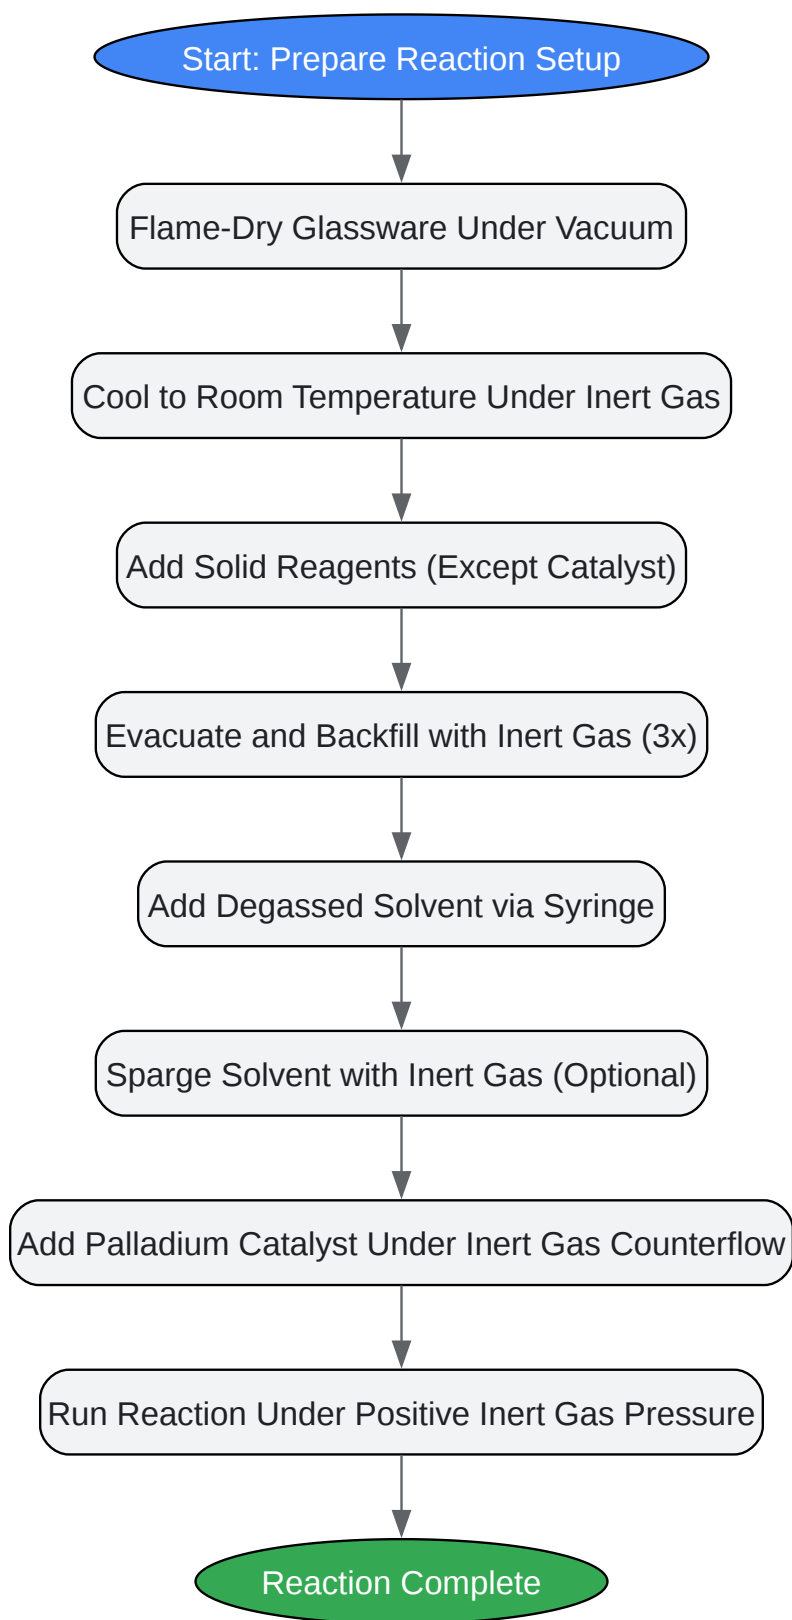 Start: Prepare Reaction Setup
Flame-Dry Glassware Under Vacuum
Cool to Room Temperature Under Inert Gas
Add Solid Reagents (Except Catalyst)
Evacuate and Backfill with Inert Gas (3x)
Add Degassed Solvent via Syringe
Sparge Solvent with Inert Gas (Optional)
Add Palladium Catalyst Under Inert Gas Counterflow
Run Reaction Under Positive Inert Gas Pressure
Reaction Complete